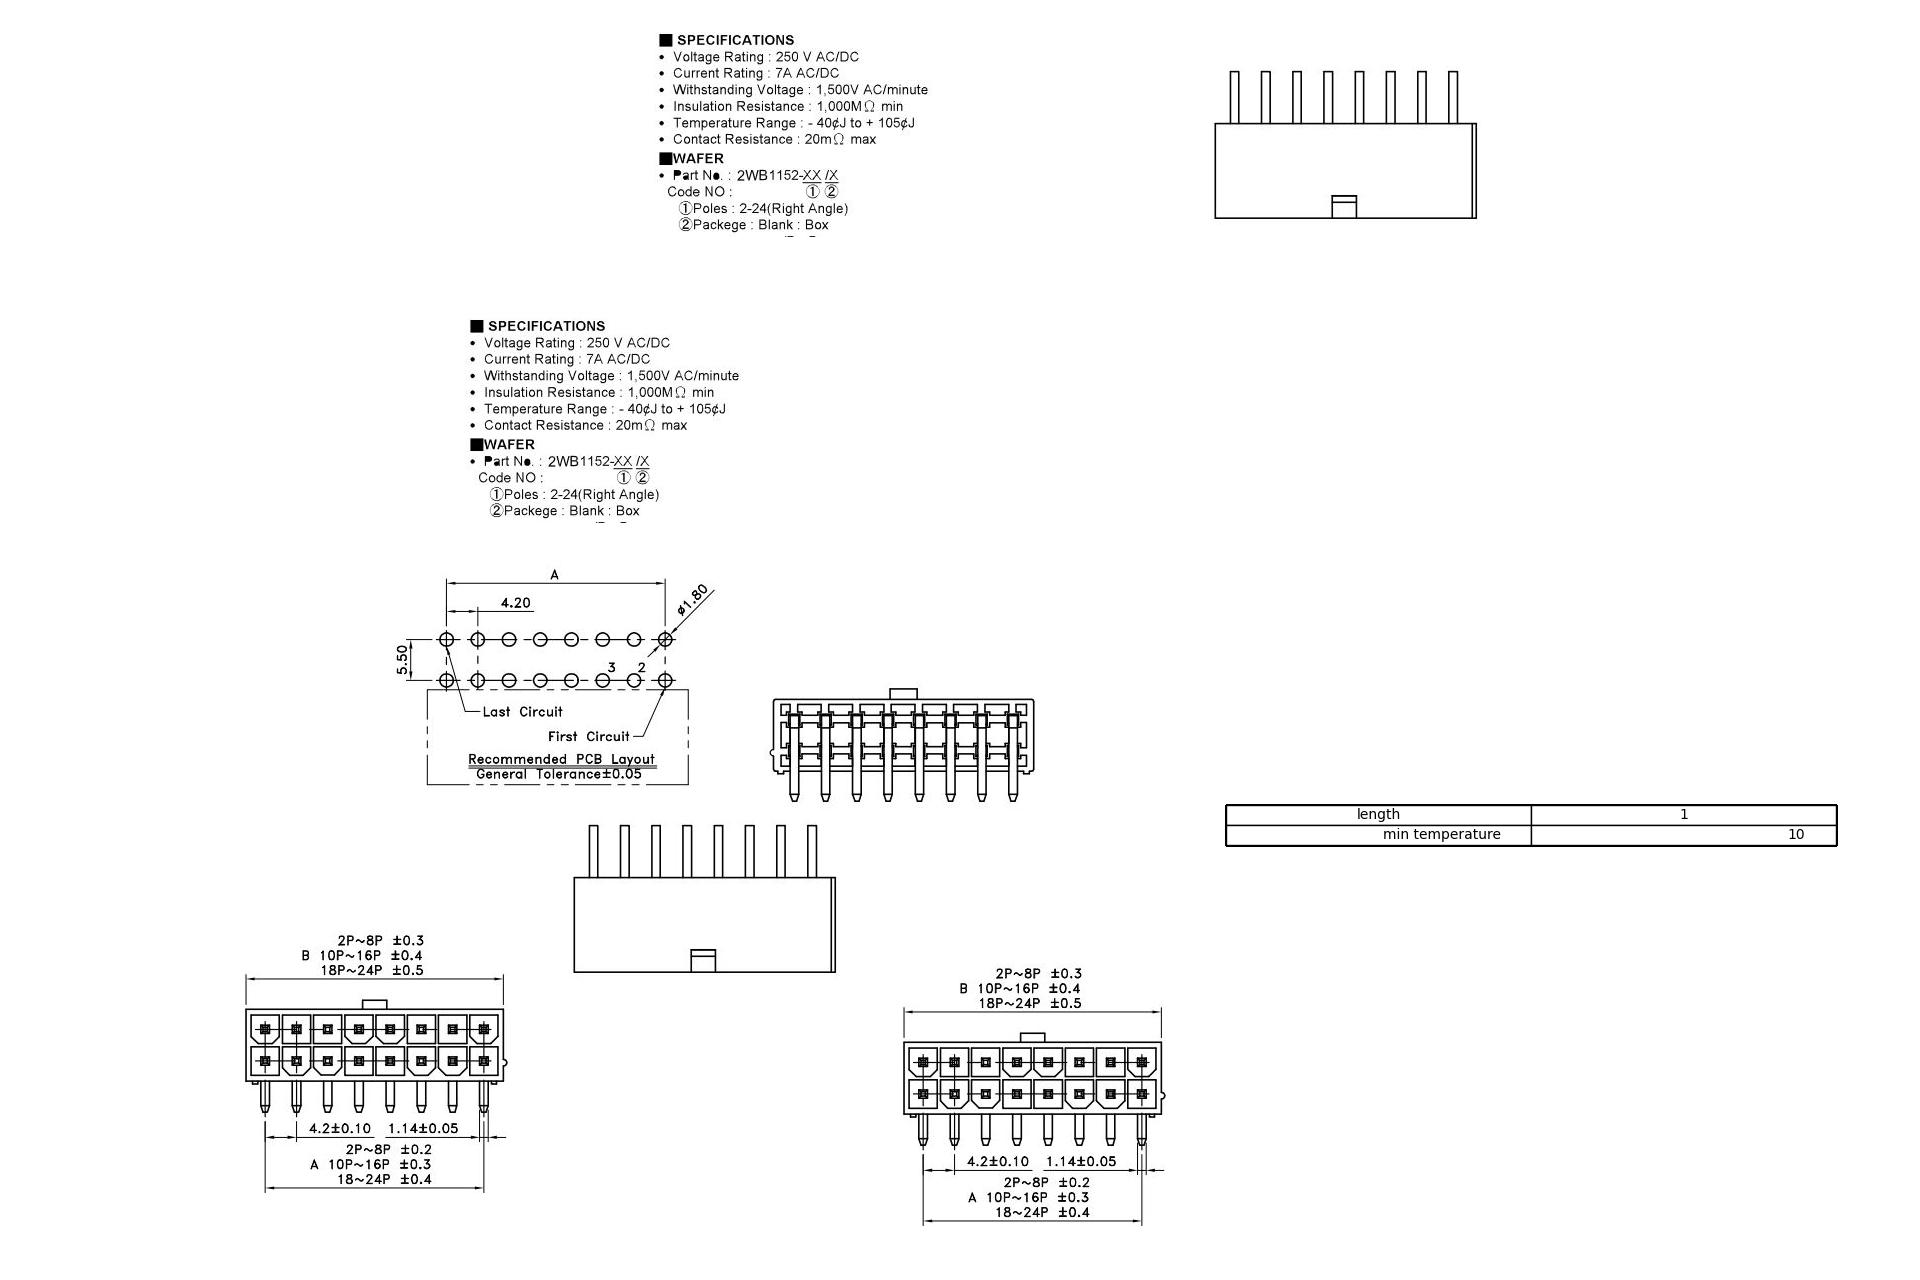 ■ SPECIFICATIONS
• Voltage Rating : 250 V AC/DC
• Current Rating : 7A AC/DC
• Withstanding Voltage : 1,500V AC/minute
• Insulation Resistance : 1,000MΩ min
• Temperature Range : - 40¢J to + 105¢J
• Contact Resistance : 20mΩ max
■WAFER
• Part No. : 2WB1152-XX /X
Code NO : ① ②
①Poles : 2-24(Right Angle)
②Packege : Blank : Box
■ SPECIFICATIONS
• Voltage Rating : 250 V AC/DC
• Current Rating : 7A AC/DC
• Withstanding Voltage : 1,500V AC/minute
• Insulation Resistance : 1,000MΩ min
• Temperature Range : - 40¢J to + 105¢J
• Contact Resistance : 20mΩ max
■WAFER
• Part No. : 2WB1152-XX /X
Code NO : ① ②
①Poles : 2-24(Right Angle)
②Packege : Blank : Box
A
4.20
ø1.80
5.50
3 2
Last Circuit
First Circuit
Recommended PCB Layout
General Tolerance±0.05
length 1
min temperature 10
2P~8P ±0.3
B 10P~16P ±0.4
18P~24P ±0.5
4.2±0.10 1.14±0.05
2P~8P ±0.2
A 10P~16P ±0.3
18~24P ±0.4
2P~8P ±0.3
B 10P~16P ±0.4
18P~24P ±0.5
4.2±0.10 1.14±0.05
2P~8P ±0.2
A 10P~16P ±0.3
18~24P ±0.4